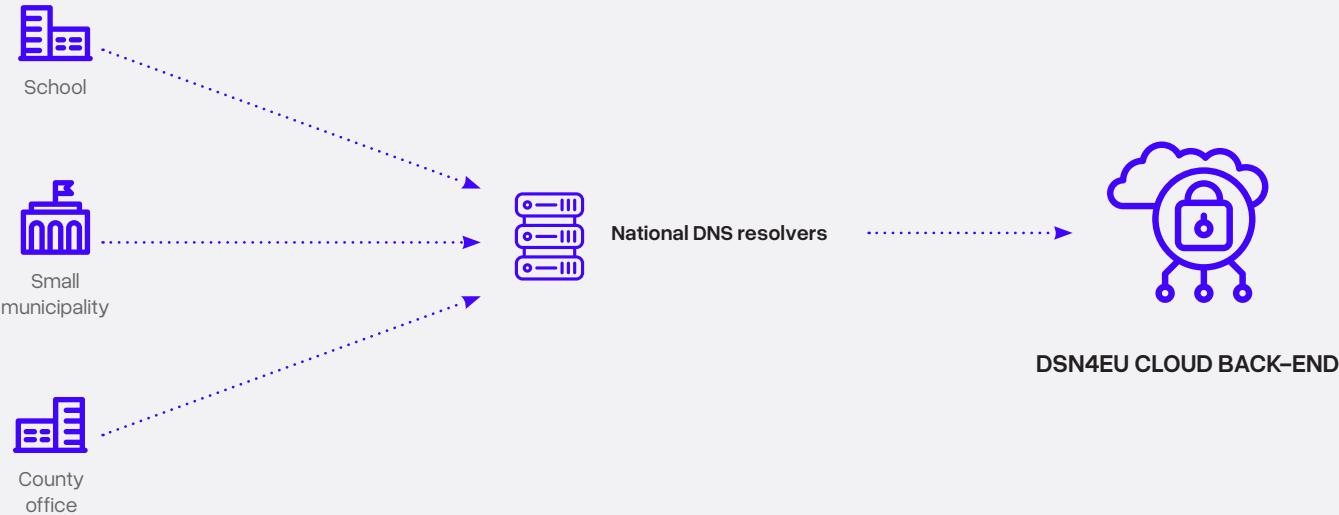 School
Small
municipality
National DNS resolvers
DSN4EU CLOUD BACK–END
County
office